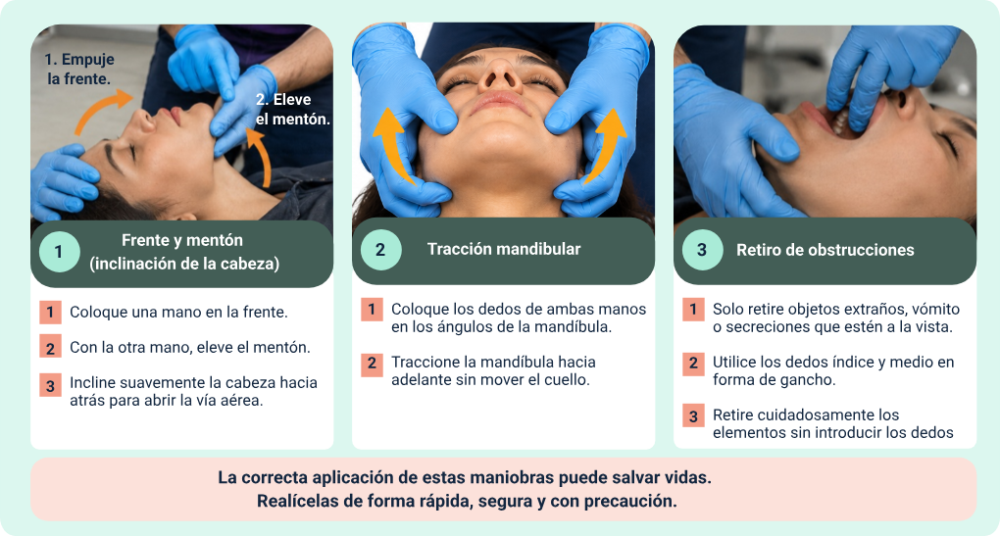 1. Empuje
la frente.
2. Eleve
el mentón.
1
Frente y mentón
(inclinación de la cabeza)
1 Coloque una mano en la frente.
2 Con la otra mano, eleve el mentón.
3 Incline suavemente la cabeza hacia
atrás para abrir la vía aérea.
2 Tracción mandibular
1 Coloque los dedos de ambas manos
en los ángulos de la mandíbula.
2 Traccione la mandíbula hacia
adelante sin mover el cuello.
3 Retiro de obstrucciones
1 Solo retire objetos extraños, vómito
o secreciones que estén a la vista.
2 Utilice los dedos índice y medio en
forma de gancho.
3 Retire cuidadosamente los
elementos sin introducir los dedos
La correcta aplicación de estas maniobras puede salvar vidas.
Realícelas de forma rápida, segura y con precaución.